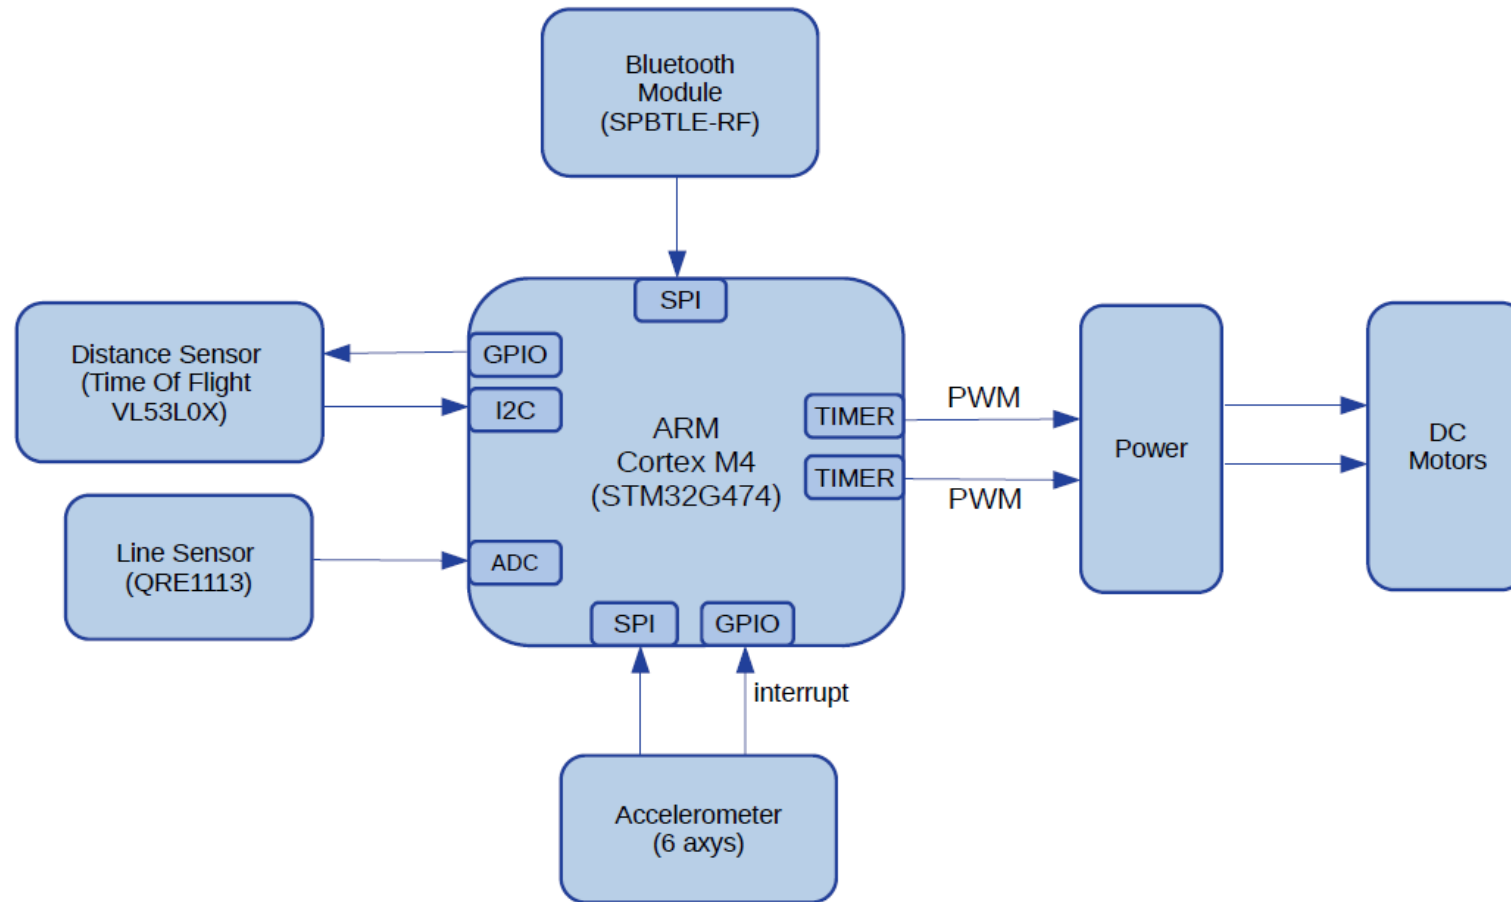 Bluetooth
Module
(SPBTLE-RF)
SPI
Distance Sensor
(Time Of Flight
VL53L0X)
GPIO
I2C
ARM
Cortex M4
(STM32G474)
TIMER
TIMER
PWM
PWM
Power
DC
Motors
Line Sensor
(QRE1113)
ADC
SPI
GPIO
interrupt
Accelerometer
(6 axys)